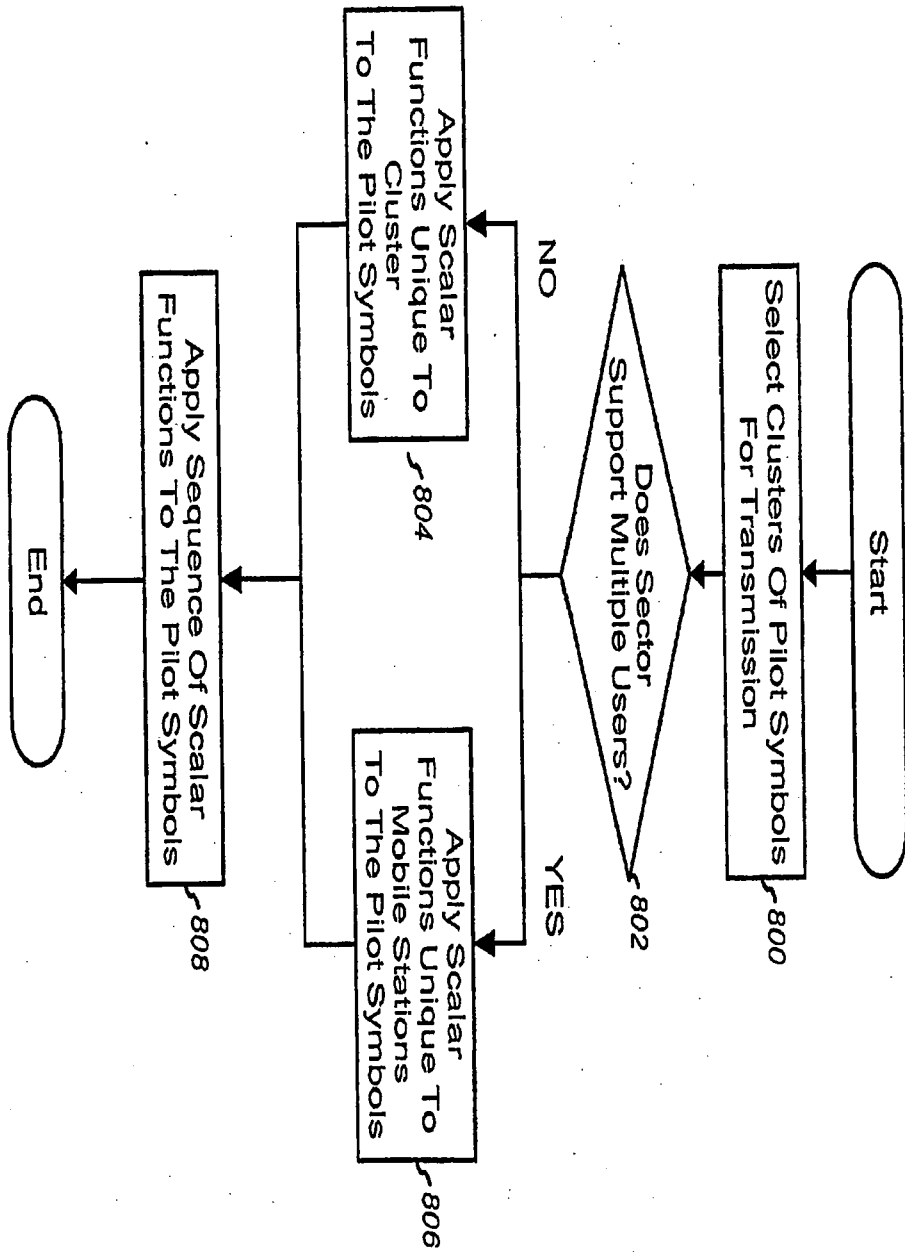 Start
Select Clusters Of Pilot Symbols
For Transmission
800
Does Sector
Support Multiple Users?
802
NO
YES
Apply Scalar
Functions Unique To
Cluster
To The Pilot Symbols
804
Apply Scalar
Functions Unique To
Mobile Stations
To The Pilot Symbols
806
Apply Sequence Of Scalar
Functions To The Pilot Symbols
808
End